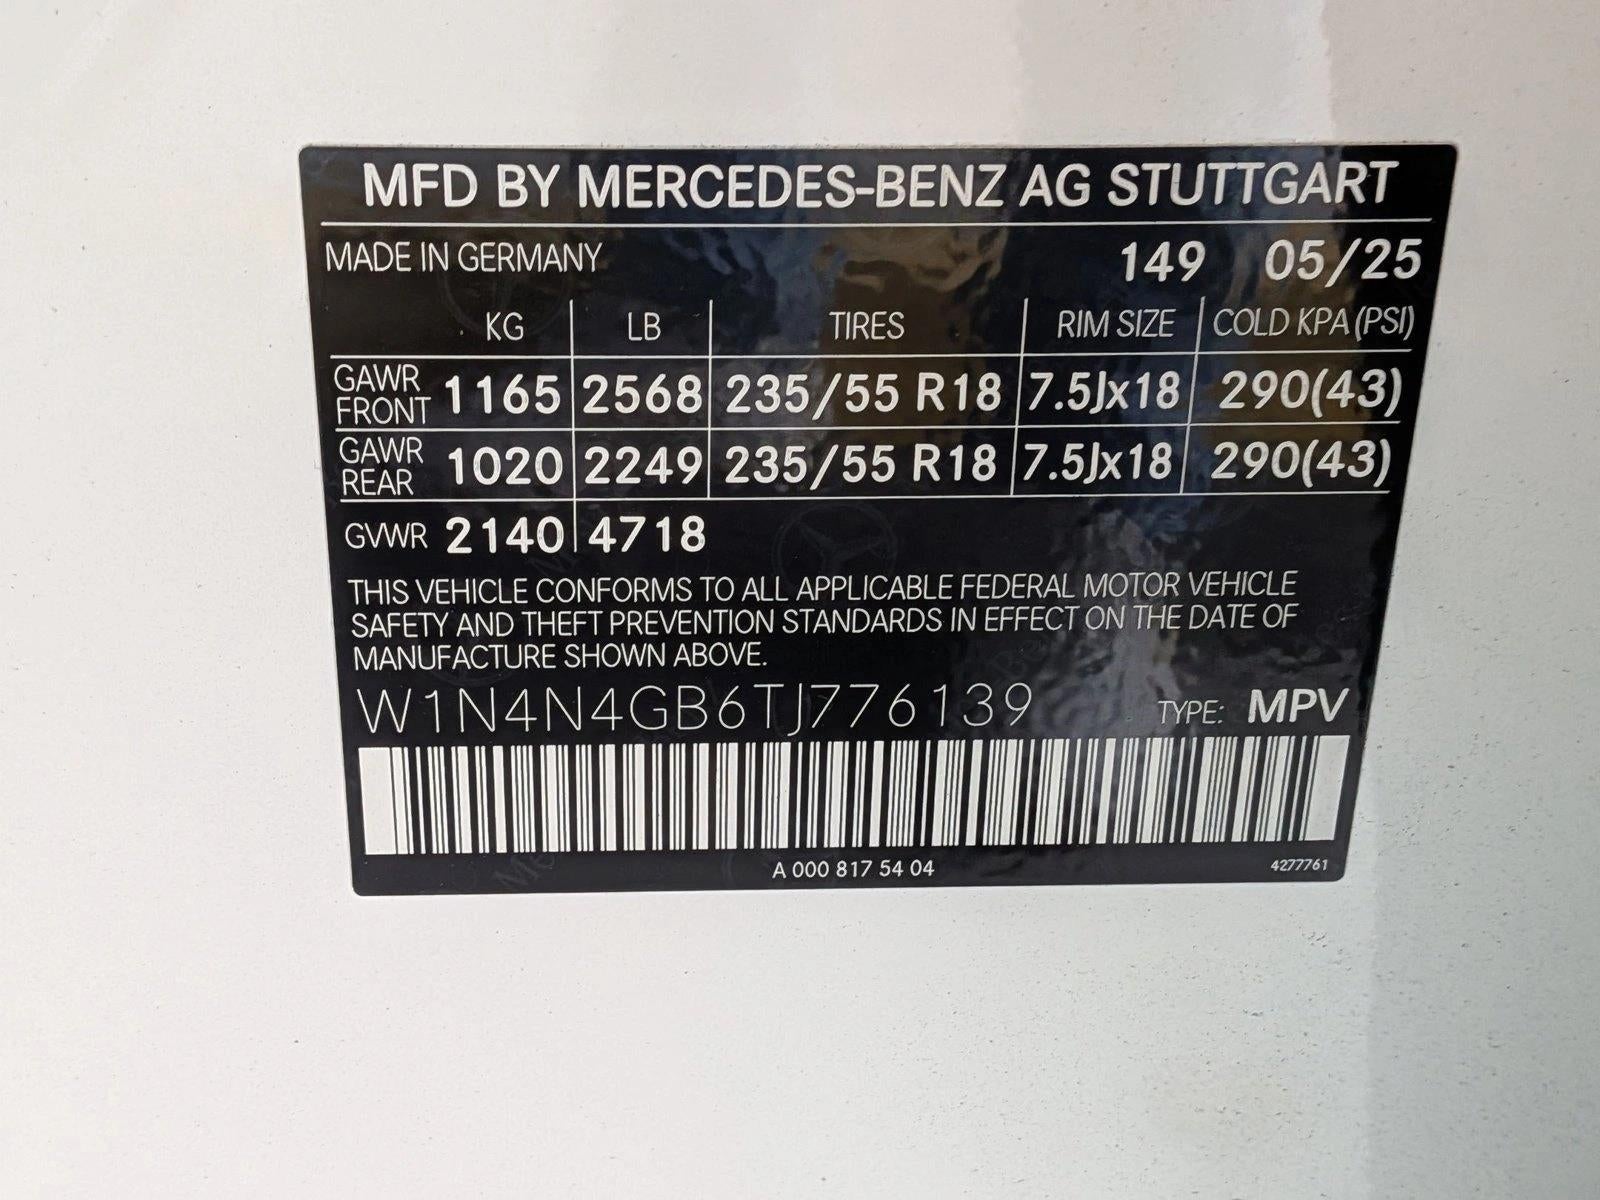 MFD BY MERCEDES-BENZ AG STUTTGART
MADE IN GERMANY 149 05/25
KG LB TIRES RIM SIZE COLD KPA (PSI)
GAWR FRONT 1165 2568 235/55 R18 7.5Jx18 290(43)
GAWR REAR 1020 2249 235/55 R18 7.5Jx18 290(43)
GVWR 2140 4718
THIS VEHICLE CONFORMS TO ALL APPLICABLE FEDERAL MOTOR VEHICLE
SAFETY AND THEFT PREVENTION STANDARDS IN EFFECT ON THE DATE OF
MANUFACTURE SHOWN ABOVE.
W1N4N4GB6TJ776139 TYPE: MPV
A 000 817 54 04 4277761